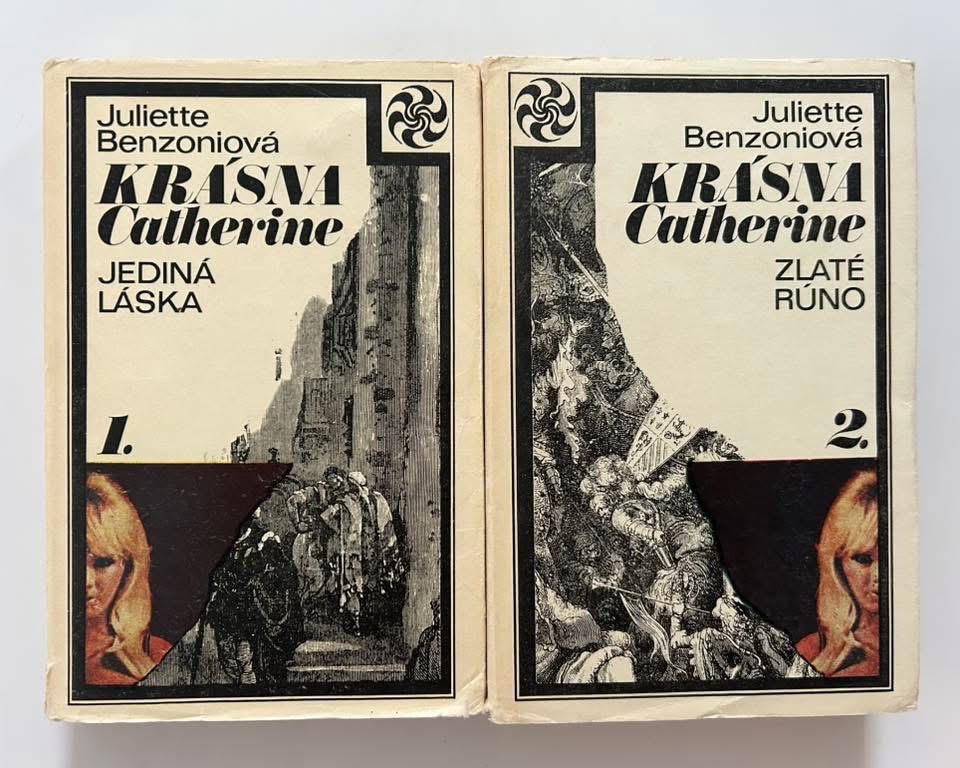 Juliette
Benzoniová
KRÁSNA
Catherine
JEDINÁ
LÁSKA
1.
Juliette
Benzoniová
KRÁSNA
Catherine
ZLATÉ
RÚNO
2.